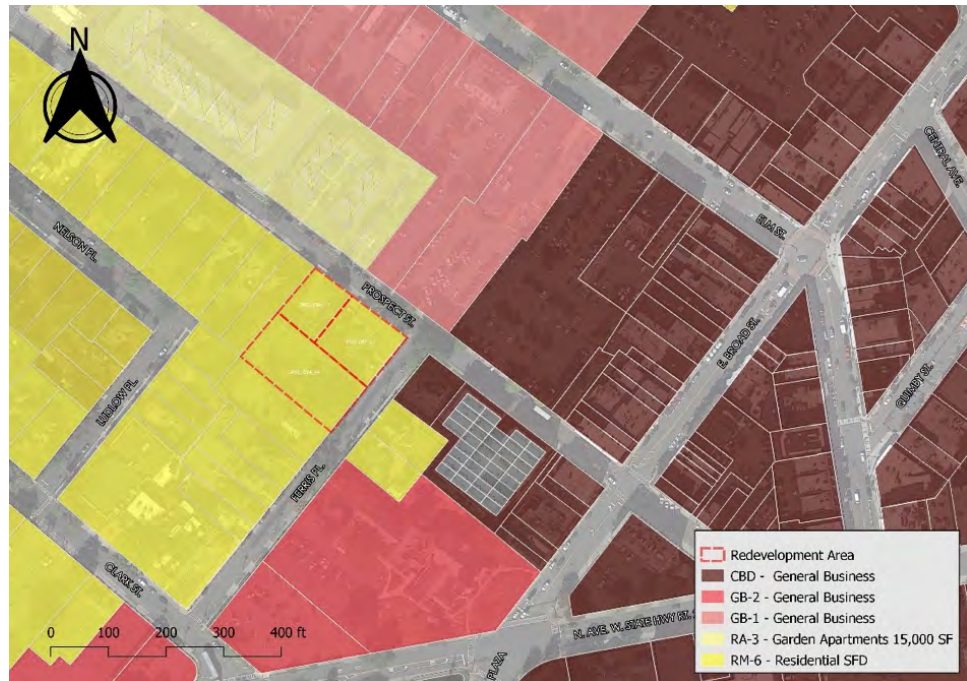 N
CENTRAL AVE.
ELM ST.
NELSON PL.
PROSPECT ST.
E. BROAD ST.
QUIMBY ST.
LUDLOW PL.
FERRIS PL.
CLARK ST.
N. AVE. W. STATE HWY RT.
PLAZA
0 100 200 300 400 ft
Redevelopment Area
CBD - General Business
GB-2 - General Business
GB-1 - General Business
RA-3 - Garden Apartments 15,000 SF
RM-6 - Residential SFD